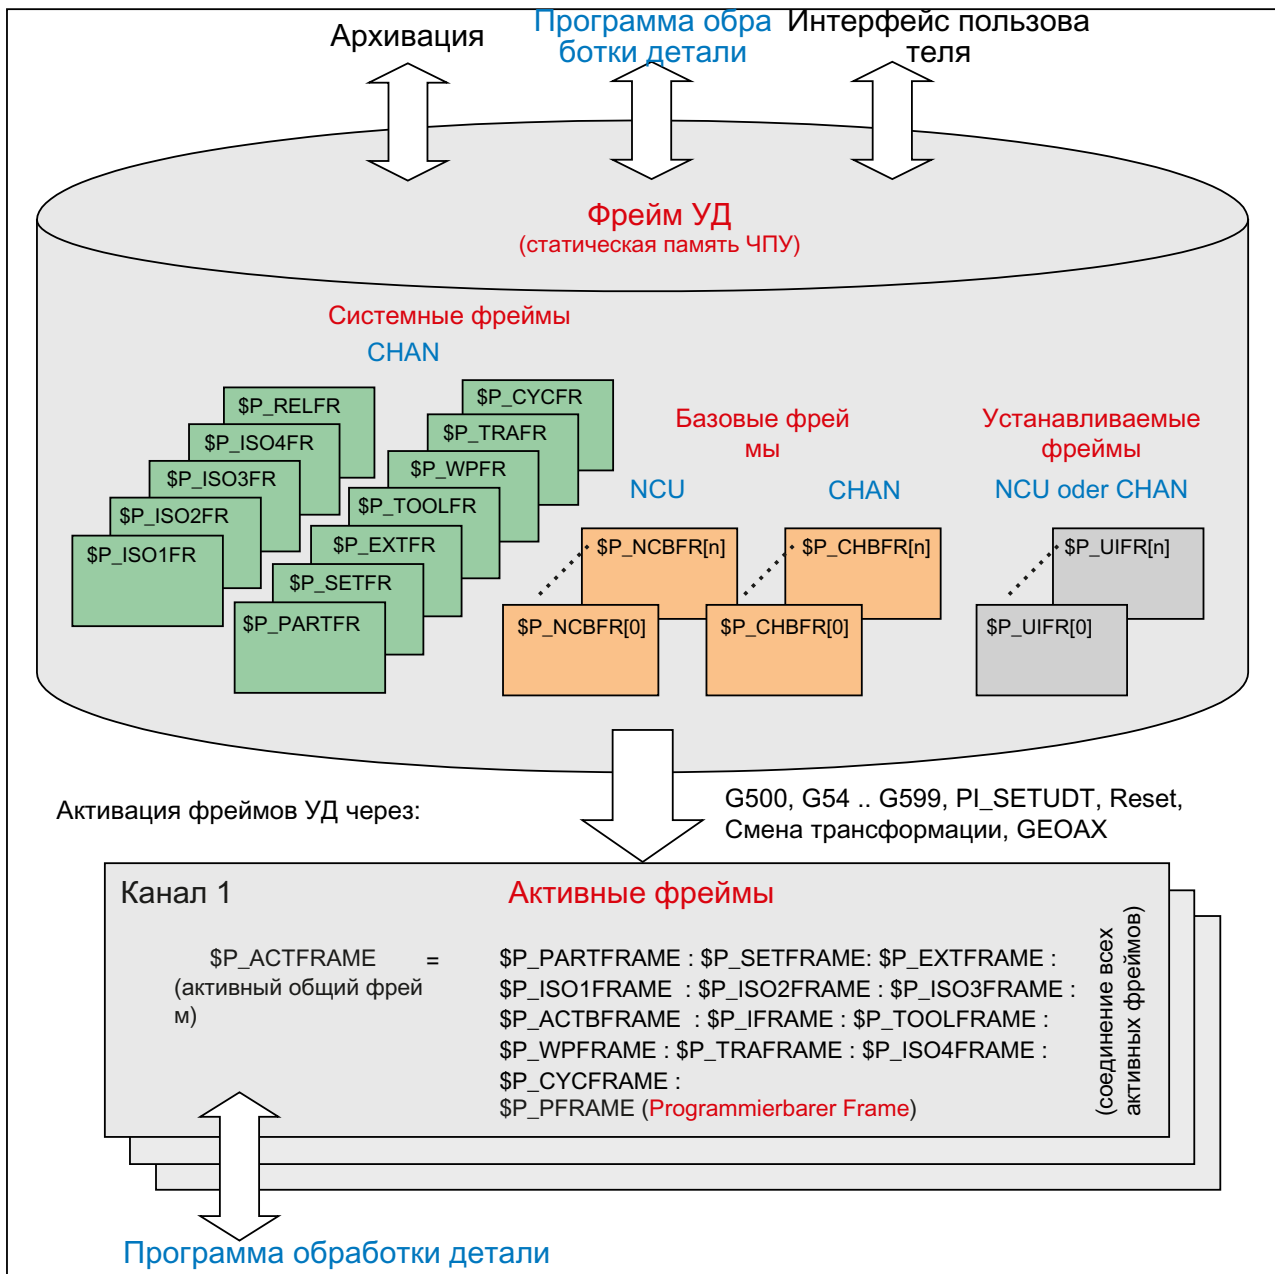 Архивация
Программа обра
ботки детали
Интерфейс пользова
теля
Фрейм УД
(статическая память ЧПУ)
Системные фреймы
CHAN
$P_RELFR
$P_ISO4FR
$P_ISO3FR
$P_ISO2FR
$P_ISO1FR
$P_CYCFR
$P_TRAFR
$P_WPFR
$P_TOOLFR
$P_EXTFR
$P_SETFR
$P_PARTFR
Базовые фрей
мы
NCU
CHAN
$P_NCBFR[n]
$P_NCBFR[0]
$P_CHBFR[n]
$P_CHBFR[0]
Устанавливаемые
фреймы
NCU oder CHAN
$P_UIFR[n]
$P_UIFR[0]
Активация фреймов УД через:
G500, G54 .. G599, PI_SETUDT, Reset,
Смена трансформации, GEOAX
Канал 1
Активные фреймы
$P_ACTFRAME =
(активный общий фрей
м)
$P_PARTFRAME : $P_SETFRAME: $P_EXTFRAME :
$P_ISO1FRAME : $P_ISO2FRAME : $P_ISO3FRAME :
$P_ACTBFRAME : $P_IFRAME : $P_TOOLFRAME :
$P_WPFRAME : $P_TRAFRAME : $P_ISO4FRAME :
$P_CYCFRAME :
$P_PFRAME (Programmierbarer Frame)
(соединение всех
активных фреймов)
Программа обработки детали